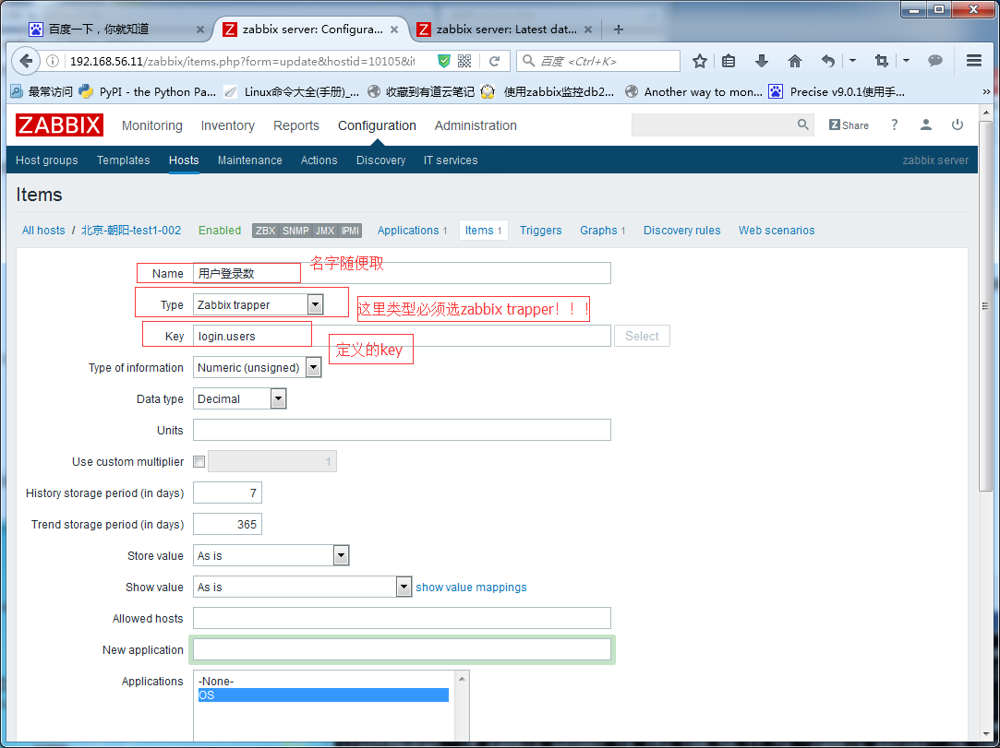 百度一下，你就知道
zabbix server: Configura...
zabbix server: Latest dat...
192.168.56.11/zabbix/items.php?form=update&hostid=10105&it
百度 <Ctrl+K>
最常访问 PyPI - the Python Pa... Linux命令大全(手册)_... 收藏到有道云笔记 使用zabbix监控db2... Another way to mon... Precise v9.0.1使用手... »
ZABBIX Monitoring Inventory Reports Configuration Administration Z Share ?
Host groups Templates Hosts Maintenance Actions Discovery IT services zabbix server
Items
All hosts / 北京-朝阳-test1-002 Enabled ZBX SNMP JMX IPMI Applications 1 Items 1 Triggers Graphs 1 Discovery rules Web scenarios
Name 用户登录数 名字随便取
Type Zabbix trapper 这里类型必须选zabbix trapper！！！
Key login.users Select
定义的key
Type of information Numeric (unsigned)
Data type Decimal
Units
Use custom multiplier 1
History storage period (in days) 7
Trend storage period (in days) 365
Store value As is
Show value As is show value mappings
Allowed hosts
New application
Applications -None-
OS